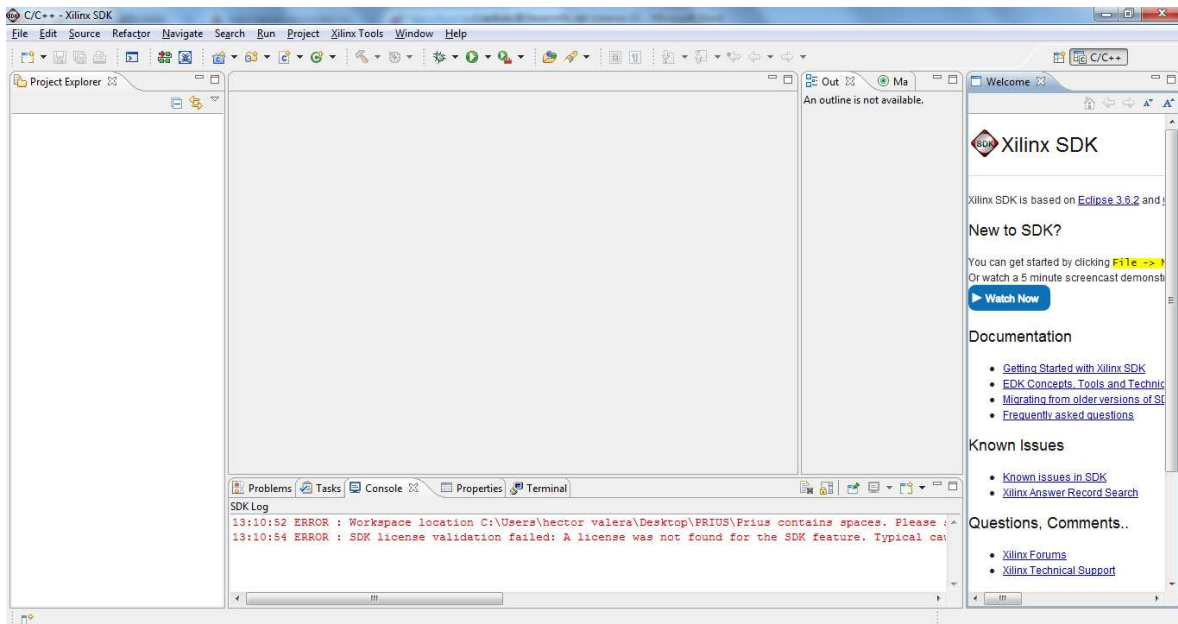 C/C++ - Xilinx SDK
File Edit Source Refactor Navigate Search Run Project Xilinx Tools Window Help
C/C++
Project Explorer
Out Ma
An outline is not available.
Welcome
Xilinx SDK
Xilinx SDK is based on Eclipse 3.6.2 and
New to SDK?
You can get started by clicking File ->
Or watch a 5 minute screencast
Watch Now
Documentation
Getting Started with Xilinx SDK
EDK Concepts, Tools and
Migrating from older versions of
Frequently asked questions
Known Issues
Known issues in SDK
Xilinx Answer Record Search
Questions, Comments..
Xilinx Forums
Xilinx Technical Support
Problems Tasks Console Properties Terminal
SDK Log
13:10:52 ERROR : Workspace location C:\Users\hector valera\Desktop\PRIUS\Prius contains spaces. Please
13:10:54 ERROR : SDK license validation failed: A license was not found for the SDK feature. Typical